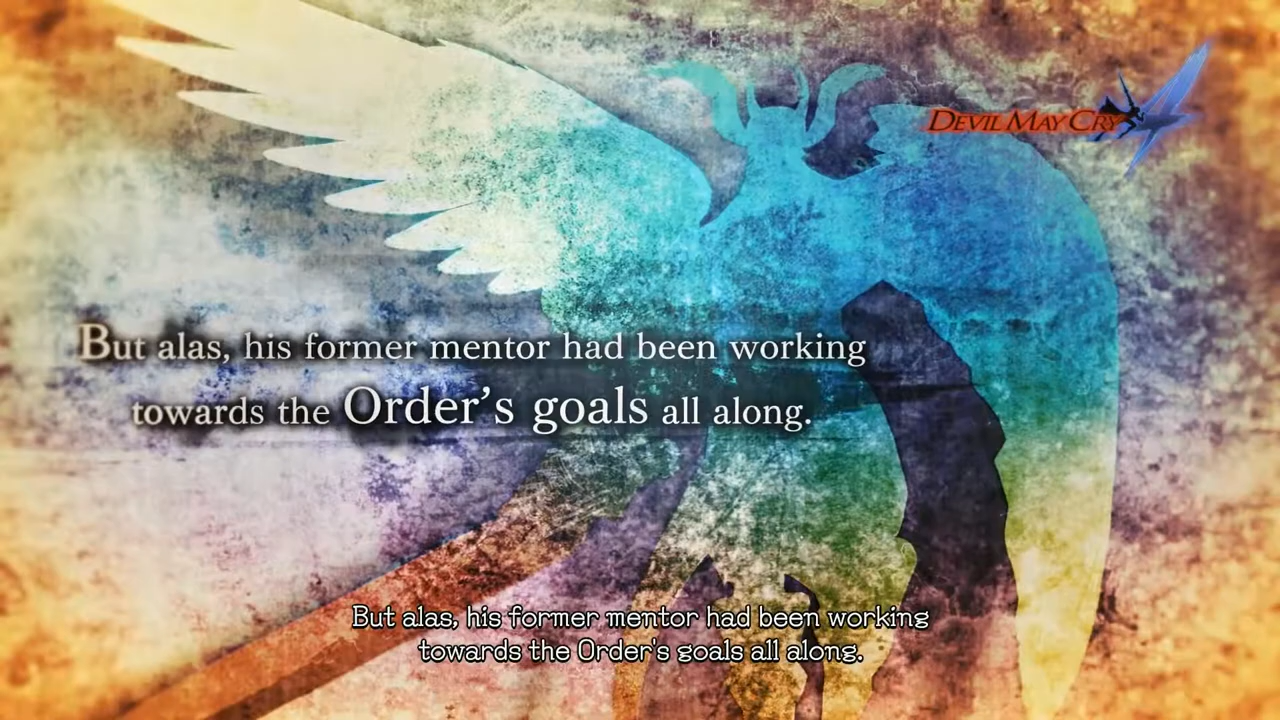 DEVIL MAY CRY 4
But alas, his former mentor had been working
towards the Order's goals all along.
But alas, his former mentor had been working
towards the Order's goals all along.